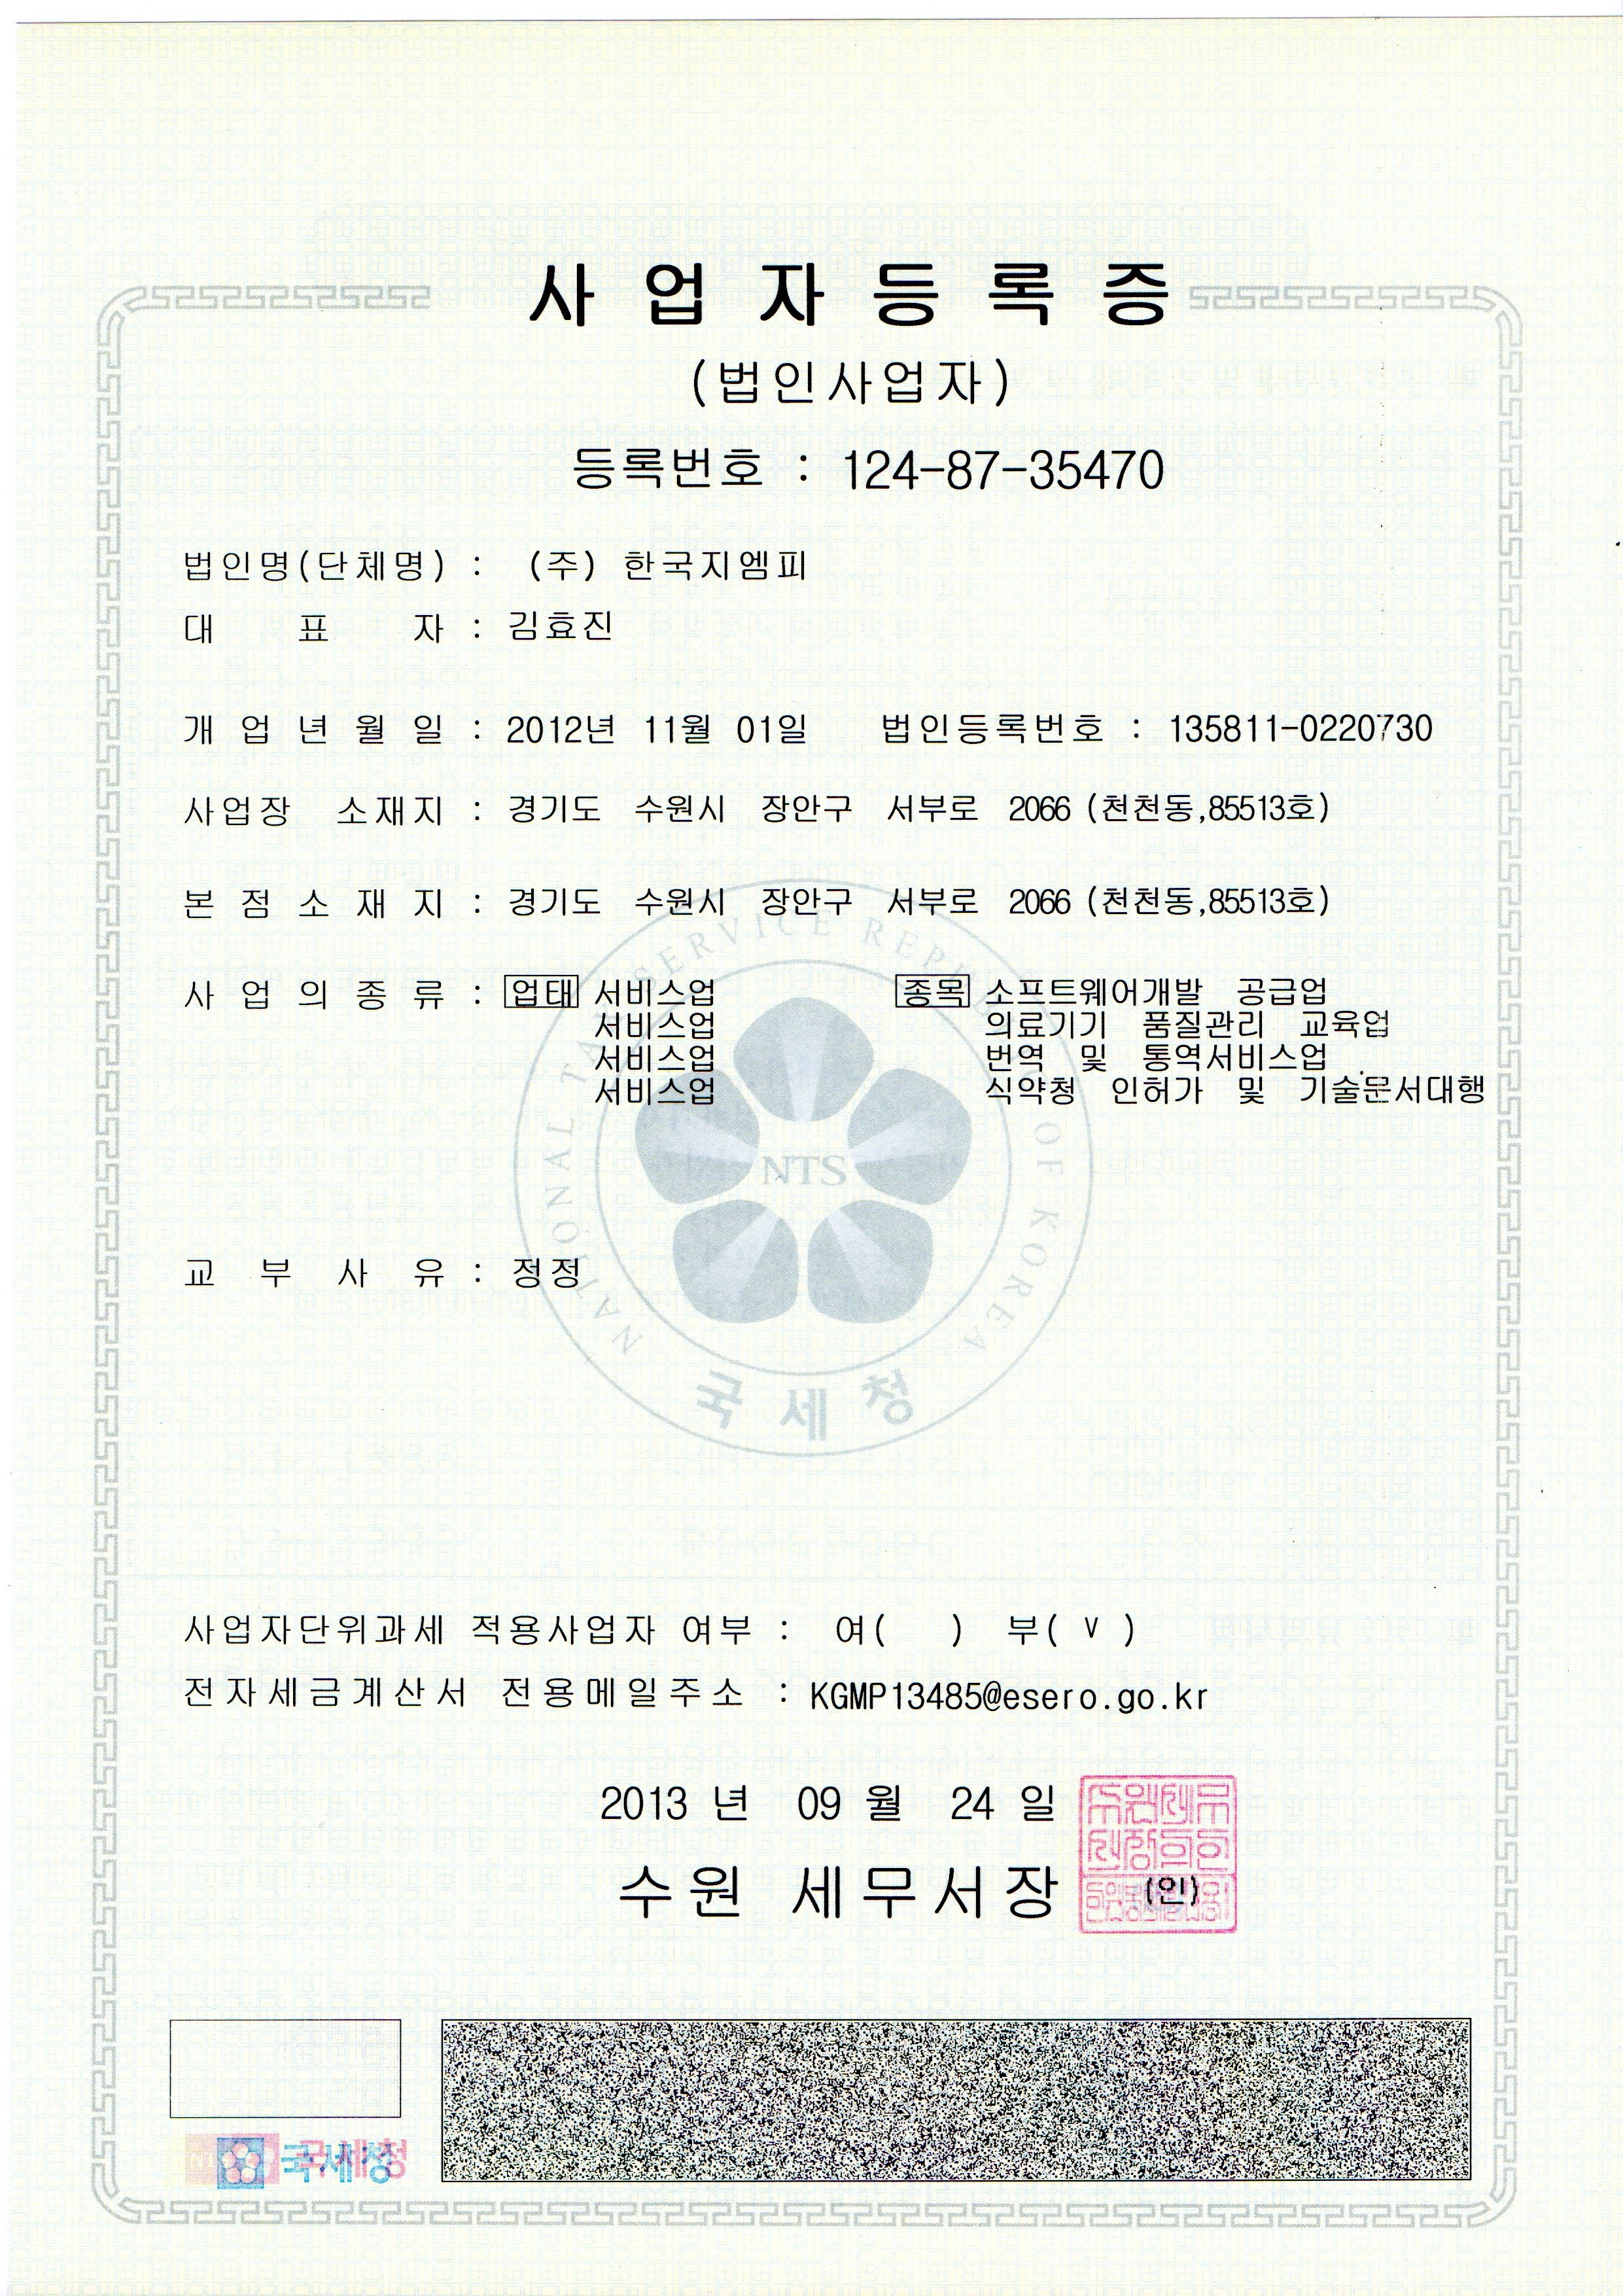 사업자등록증
(법인사업자)
등록번호 : 124-87-35470
법인명(단체명) : (주) 한국지엠피
대표자 : 김효진
개업년월일 : 2012년 11월 01일 법인등록번호 : 135811-0220730
사업장 소재지 : 경기도 수원시 장안구 서부로 2066 (천천동,85513호)
본점소재지 : 경기도 수원시 장안구 서부로 2066 (천천동,85513호)
사업의종류 : 업태 서비스업 종목 소프트웨어개발 공급업
서비스업 의료기기 품질관리 교육업
서비스업 번역 및 통역서비스업
서비스업 식약청 인허가 및 기술문서대행
NATIONAL TAX SERVICE REPUBLIC OF KOREA
NTS
교부사유 : 정정
국세청
사업자단위과세 적용사업자 여부 : 여( ) 부( v )
전자세금계산서 전용메일주소 : KGMP13485@esero.go.kr
2013 년 09 월 24 일
수원 세무서장 (인)
국세청